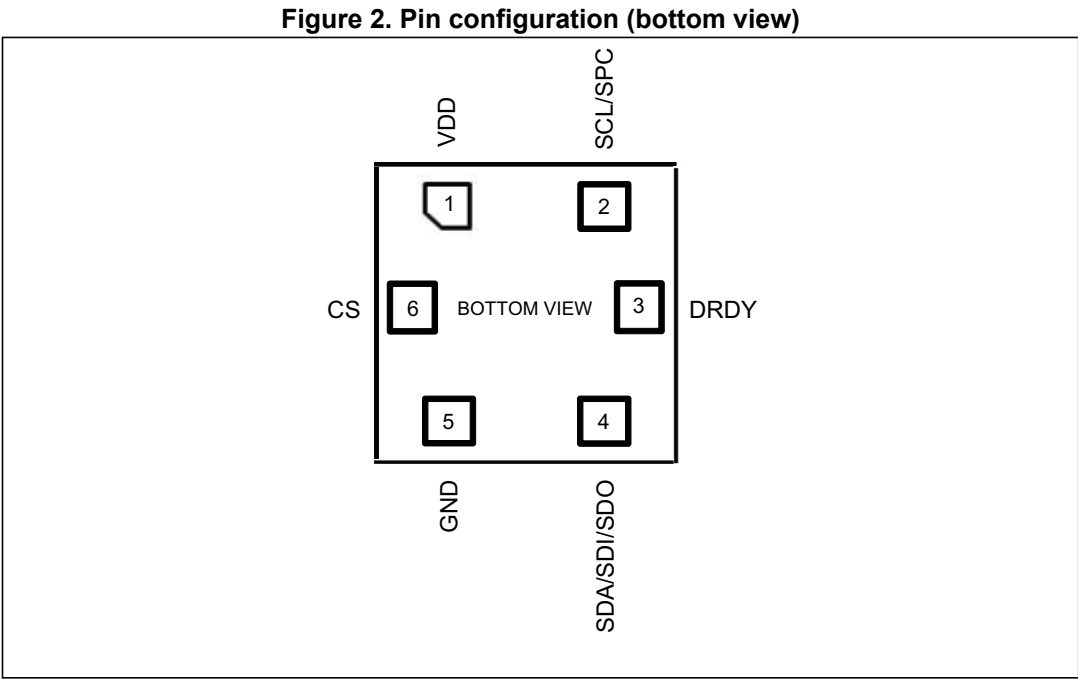 Figure 2. Pin configuration (bottom view)
VDD
SCL/SPC
1
2
CS
6
BOTTOM VIEW
3
DRDY
5
4
GND
SDA/SDI/SDO